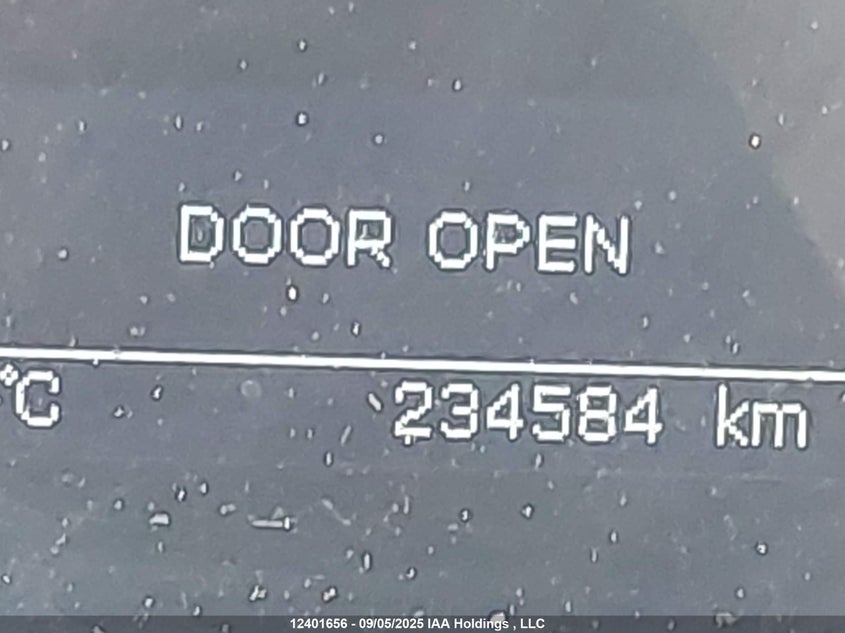 DOOR OPEN
°C 234584 km
12401656 - 09/05/2025 IAA Holdings , LLC